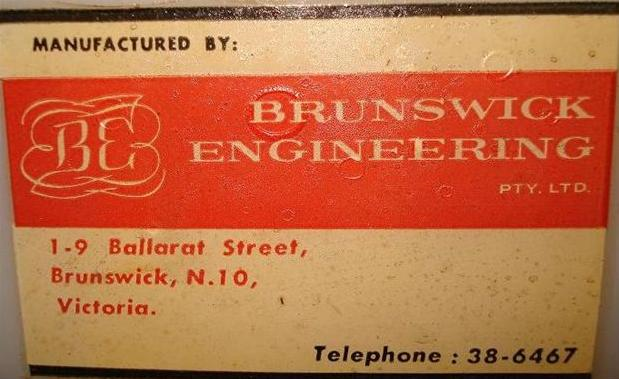 MANUFACTURED BY:
BE
BRUNSWICK
ENGINEERING
PTY. LTD.
1-9 Ballarat Street,
Brunswick, N.10,
Victoria.
Telephone : 38-6467